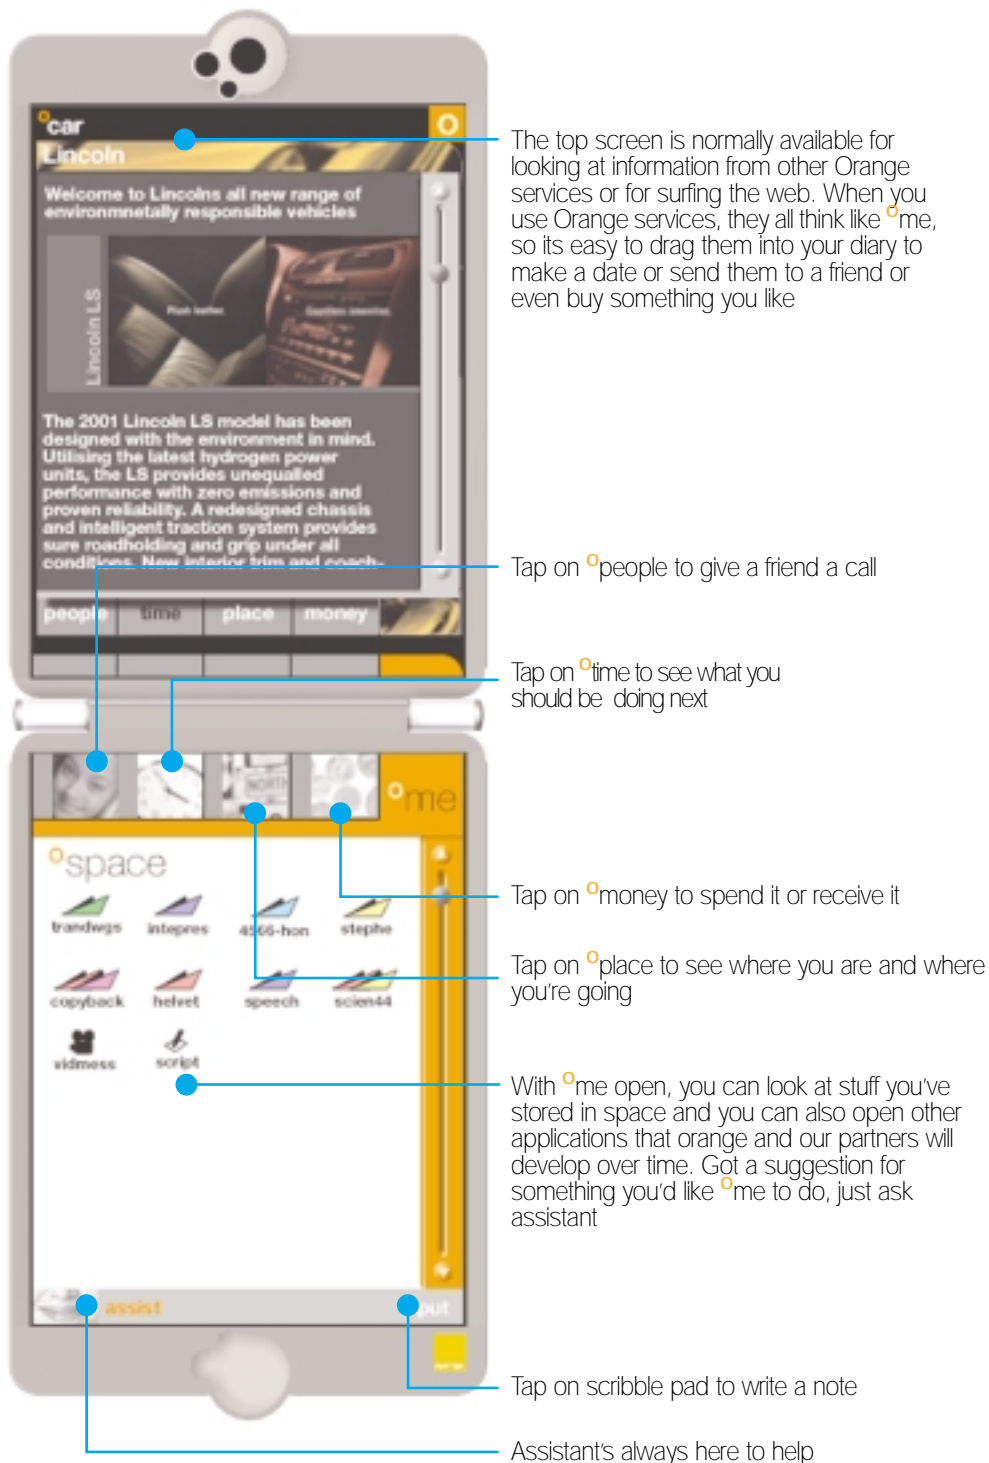 °car
O
Lincoln
Welcome to Lincolns all new range of
environmnetally responsible vehicles
Lincoln LS
Plush leather.
The 2001 Lincoln LS model has been
designed with the environment in mind.
Utilising the latest hydrogen power
units, the LS provides unequalled
performance with zero emissions and
proven reliability. A redesigned chassis
and intelligent traction system provides
sure roadholding and grip under all
conditions. New interior trim and coach-
people time place money
NORTH
°me
°space
trandwgs intepres 4566-hon stephe
copyback helvet speech scien44
vidmess script
assist
The top screen is normally available for
looking at information from other Orange
services or for surfing the web. When you
use Orange services, they all think like °me,
so its easy to drag them into your diary to
make a date or send them to a friend or
even buy something you like
Tap on °people to give a friend a call
Tap on °time to see what you
should be doing next
Tap on °money to spend it or receive it
Tap on °place to see where you are and where
you're going
With °me open, you can look at stuff you've
stored in space and you can also open other
applications that orange and our partners will
develop over time. Got a suggestion for
something you'd like °me to do, just ask
assistant
Tap on scribble pad to write a note
Assistant's always here to help